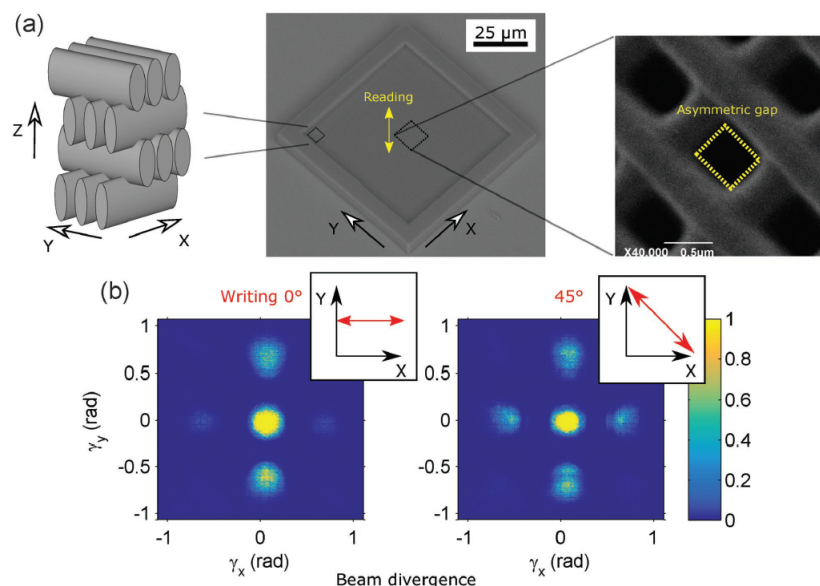 (a)
Z
Y
X
25 μm
Reading
Y
X
Asymmetric gap
X40,000 0.5μm
(b)
Writing 0°
Y
X
45°
Y
X
1
0.5
0
-0.5
-1
γy (rad)
-1 0 1
γx (rad)
1
0.5
0
-0.5
-1
-1 0 1
γx (rad)
1
0.8
0.6
0.4
0.2
0
Beam divergence